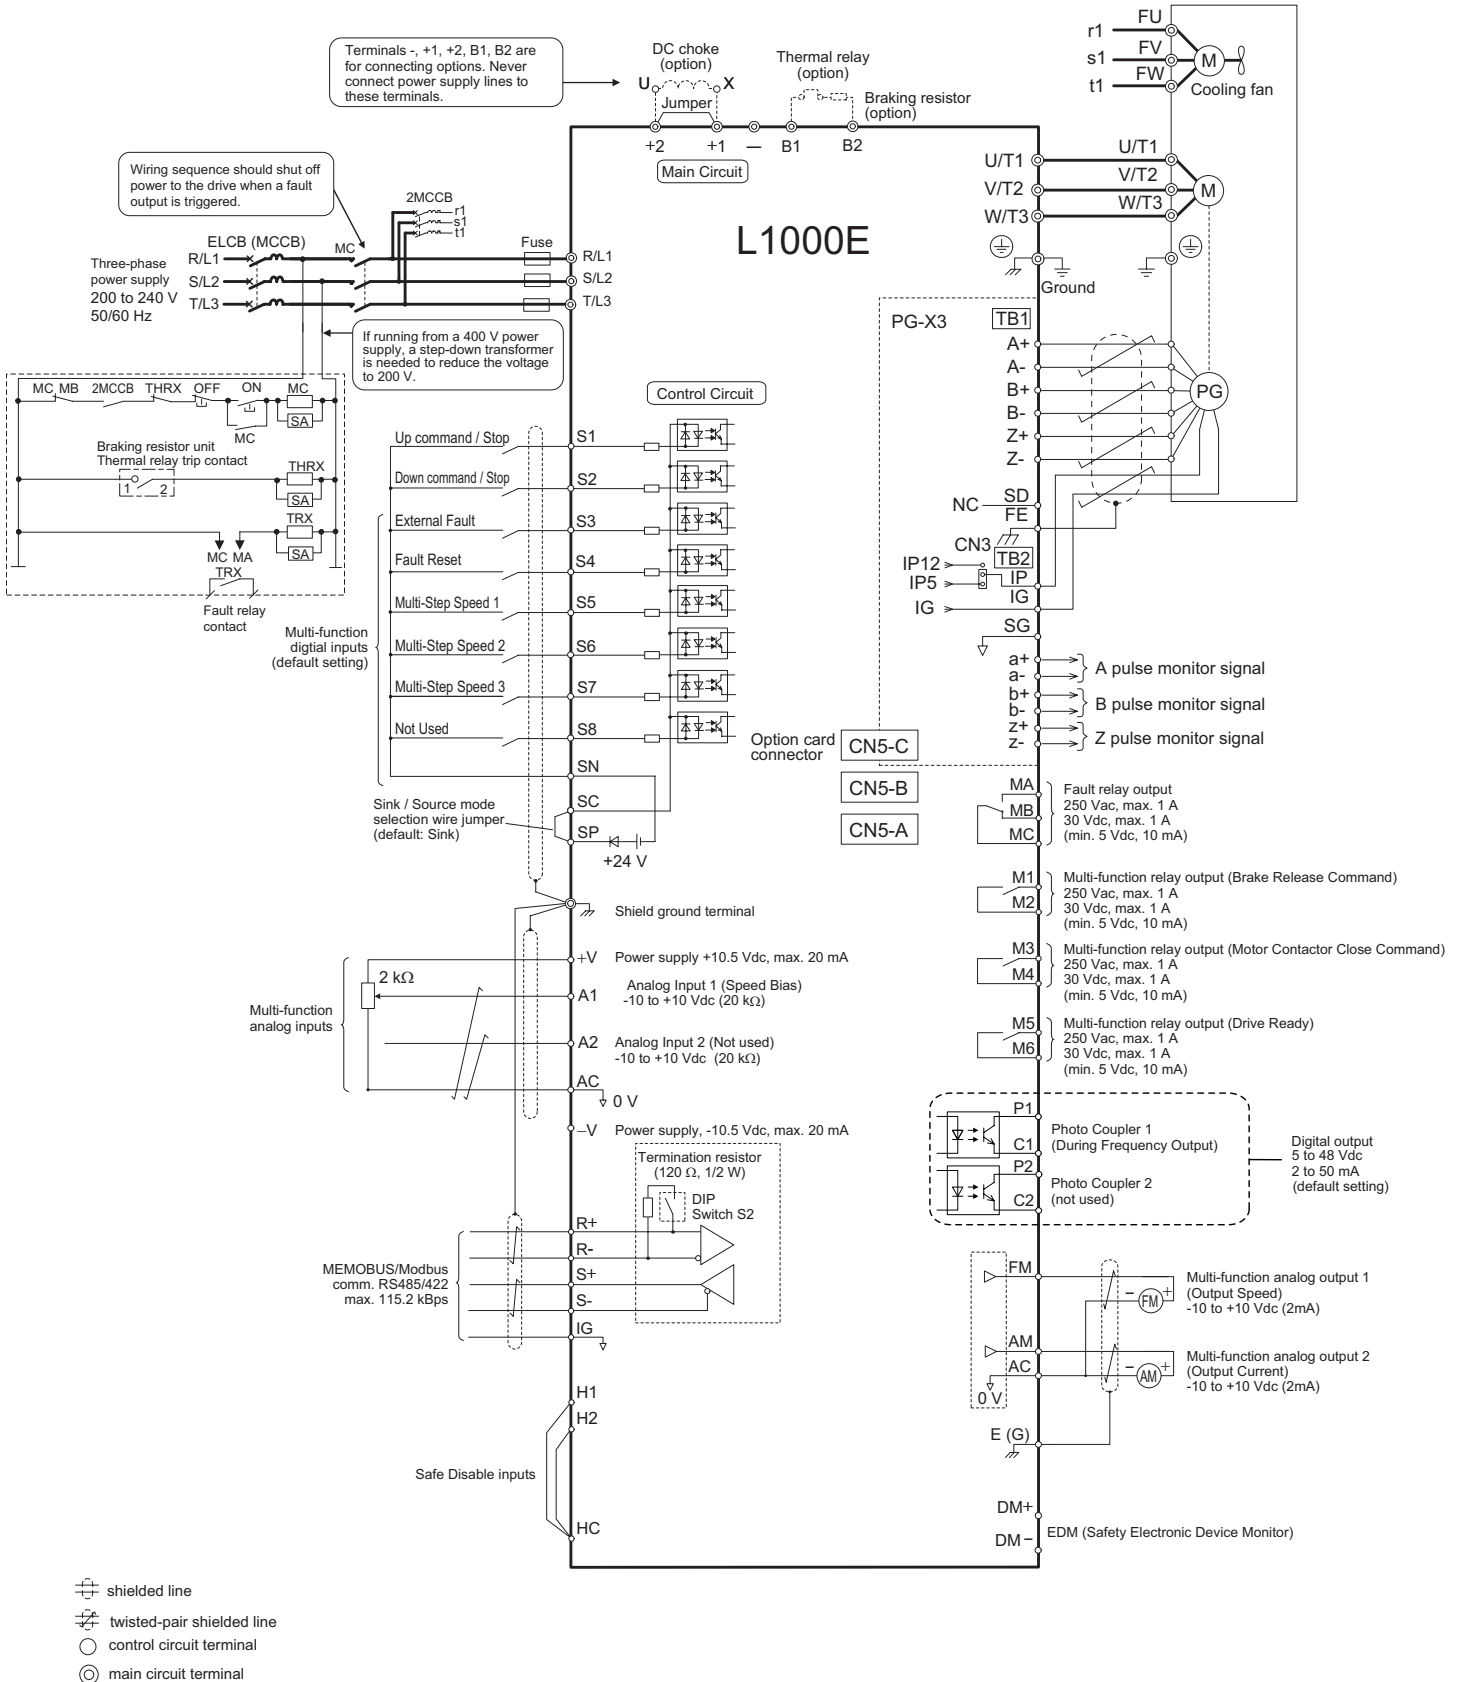 Terminals -, +1, +2, B1, B2 are
for connecting options. Never
connect power supply lines to
these terminals.
DC choke
(option)
U
X
Jumper
Thermal relay
(option)
Braking resistor
(option)
+2
+1
—
B1
B2
Main Circuit
r1
FU
s1
FV
t1
FW
M
Cooling fan
Wiring sequence should shut off
power to the drive when a fault
output is triggered.
2MCCB
r1
s1
t1
ELCB (MCCB)
MC
Fuse
Three-phase
power supply
200 to 240 V
50/60 Hz
R/L1
S/L2
T/L3
R/L1
S/L2
T/L3
L1000E
U/T1
V/T2
W/T3
U/T1
V/T2
W/T3
M
Ground
If running from a 400 V power
supply, a step-down transformer
is needed to reduce the voltage
to 200 V.
MC MB
2MCCB
THRX
OFF
ON
MC
SA
MC
Braking resistor unit
Thermal relay trip contact
1
2
THRX
SA
TRX
SA
MC MA
TRX
Fault relay
contact
Control Circuit
Up command / Stop
S1
Down command / Stop
S2
External Fault
S3
Fault Reset
S4
Multi-Step Speed 1
S5
Multi-Step Speed 2
S6
Multi-Step Speed 3
S7
Not Used
S8
Multi-function
digtial inputs
(default setting)
SN
SC
SP
+24 V
Sink / Source mode
selection wire jumper
(default: Sink)
PG-X3
TB1
A+
A-
B+
B-
Z+
Z-
PG
NC
SD
FE
CN3
TB2
IP12
IP5
IP
IG
IG
SG
a+
a-
A pulse monitor signal
b+
b-
B pulse monitor signal
z+
z-
Z pulse monitor signal
Option card
connector
CN5-C
CN5-B
CN5-A
MA
MB
MC
Fault relay output
250 Vac, max. 1 A
30 Vdc, max. 1 A
(min. 5 Vdc, 10 mA)
M1
M2
Multi-function relay output (Brake Release Command)
250 Vac, max. 1 A
30 Vdc, max. 1 A
(min. 5 Vdc, 10 mA)
M3
M4
Multi-function relay output (Motor Contactor Close Command)
250 Vac, max. 1 A
30 Vdc, max. 1 A
(min. 5 Vdc, 10 mA)
M5
M6
Multi-function relay output (Drive Ready)
250 Vac, max. 1 A
30 Vdc, max. 1 A
(min. 5 Vdc, 10 mA)
Shield ground terminal
Multi-function
analog inputs
2 kΩ
+V
Power supply +10.5 Vdc, max. 20 mA
A1
Analog Input 1 (Speed Bias)
-10 to +10 Vdc (20 kΩ)
A2
Analog Input 2 (Not used)
-10 to +10 Vdc (20 kΩ)
AC
0 V
–V
Power supply, -10.5 Vdc, max. 20 mA
P1
C1
Photo Coupler 1
(During Frequency Output)
P2
C2
Photo Coupler 2
(not used)
Digital output
5 to 48 Vdc
2 to 50 mA
(default setting)
Termination resistor
(120 Ω, 1/2 W)
DIP
Switch S2
MEMOBUS/Modbus
comm. RS485/422
max. 115.2 kBps
R+
R-
S+
S-
IG
FM
AM
AC
0 V
− FM +
− AM +
Multi-function analog output 1
(Output Speed)
-10 to +10 Vdc (2mA)
Multi-function analog output 2
(Output Current)
-10 to +10 Vdc (2mA)
E (G)
H1
H2
HC
Safe Disable inputs
DM+
DM −
EDM (Safety Electronic Device Monitor)
shielded line
twisted-pair shielded line
control circuit terminal
main circuit terminal